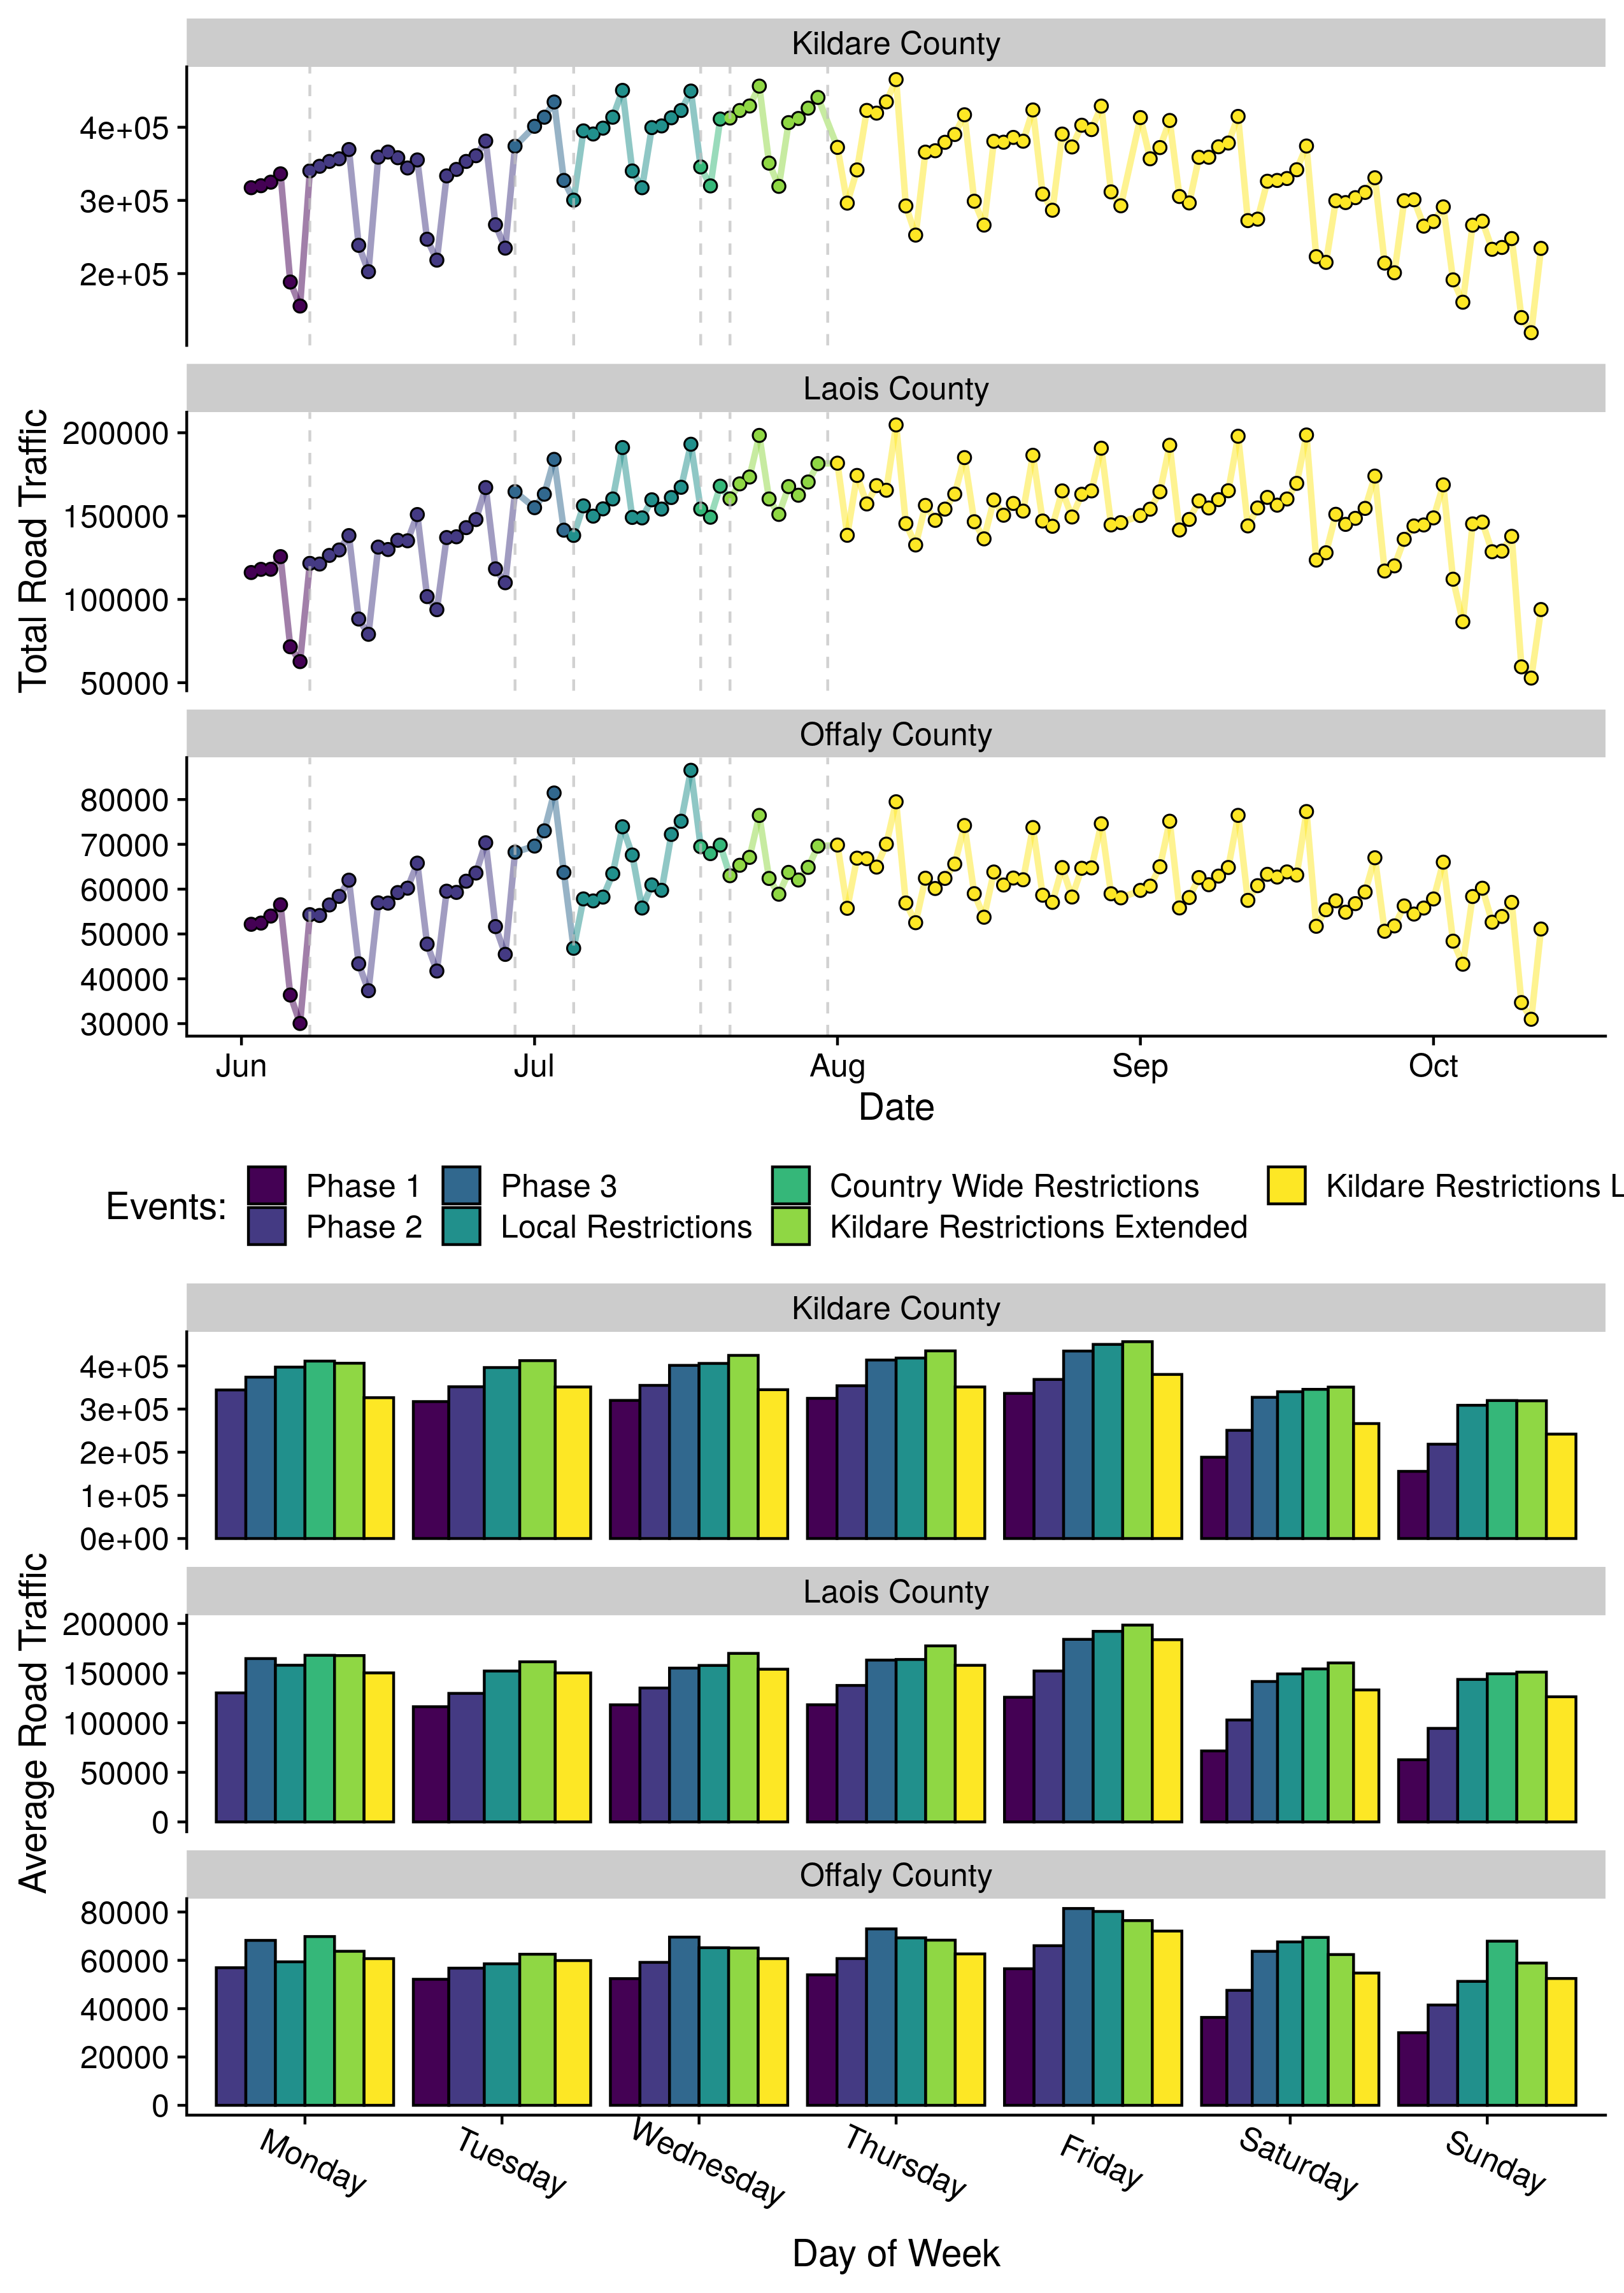 Kildare County
4e+05
3e+05
2e+05
Laois County
200000
150000
100000
50000
Offaly County
80000
70000
60000
50000
40000
30000
Total Road Traffic
Jun Jul Aug Sep Oct
Date
Events:
Phase 1 Phase 3 Country Wide Restrictions Kildare Restrictions L
Phase 2 Local Restrictions Kildare Restrictions Extended
Kildare County
4e+05
3e+05
2e+05
1e+05
0e+00
Laois County
200000
150000
100000
50000
0
Offaly County
80000
60000
40000
20000
0
Average Road Traffic
Monday Tuesday Wednesday Thursday Friday Saturday Sunday
Day of Week